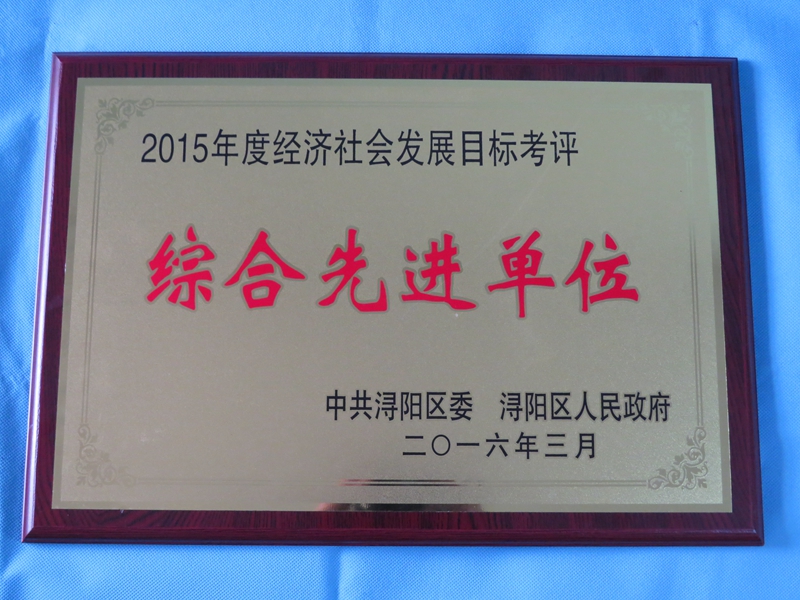 2015年度经济社会发展目标考评
综合先进单位
中共浔阳区委　浔阳区人民政府
二〇一六年三月